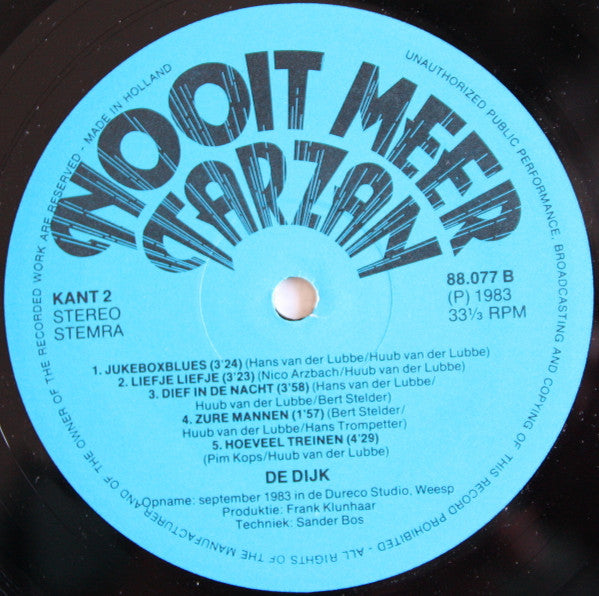 NOOIT MEER
TARZAN
KANT 2
STEREO
STEMRA
88.077 B
(P) 1983
33⅓ RPM
1. JUKEBOXBLUES (3'24) (Hans van der Lubbe/Huub van der Lubbe)
2. LIEFJE LIEFJE (3'23) (Nico Arzbach/Huub van der Lubbe)
3. DIEF IN DE NACHT (3'58) (Hans van der Lubbe/
Huub van der Lubbe/Bert Stelder)
4. ZURE MANNEN (1'57) (Bert Stelder/
Huub van der Lubbe/Hans Trompetter)
5. HOEVEEL TREINEN (4'29)
(Pim Kops/Huub van der Lubbe)
DE DIJK
Opname: september 1983 in de Dureco Studio. Weesp
Produktie: Frank Klunhaar
Techniek: Sander Bos
UNAUTHORIZED PUBLIC PERFORMANCE, BROADCASTING AND COPYING OF THIS RECORD PROHIBITED - ALL RIGHTS OF THE MANUFACTURERAND OF THE OWNER OF THE RECORDED WORK ARE RESERVED - MADE IN HOLLAND